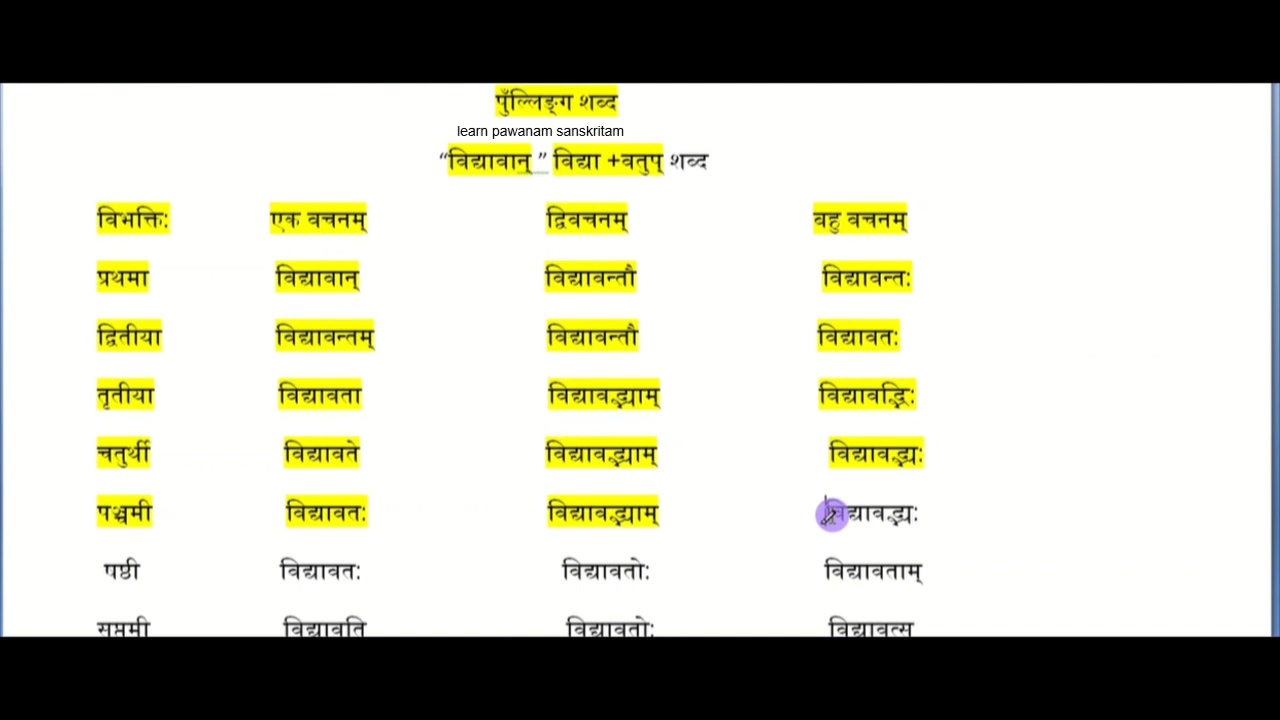 पुँल्लिङ्ग शब्द
learn pawanam sanskritam
“विद्यावान् ” विद्या +वतुप् शब्द
विभक्तिः एक वचनम् द्विवचनम् वहु वचनम्
प्रथमा विद्यावान् विद्यावन्तौ विद्यावन्तः
द्वितीया विद्यावन्तम् विद्यावन्तौ विद्यावतः
तृतीया विद्यावता विद्यावद्भ्याम् विद्यावद्भिः
चतुर्थी विद्यावते विद्यावद्भ्याम् विद्यावद्भ्यः
पञ्चमी विद्यावतः विद्यावद्भ्याम् विद्यावद्भ्यः
षष्ठी विद्यावतः विद्यावतोः विद्यावताम्
सप्तमी विद्यावति विद्यावतोः विद्यावत्सु